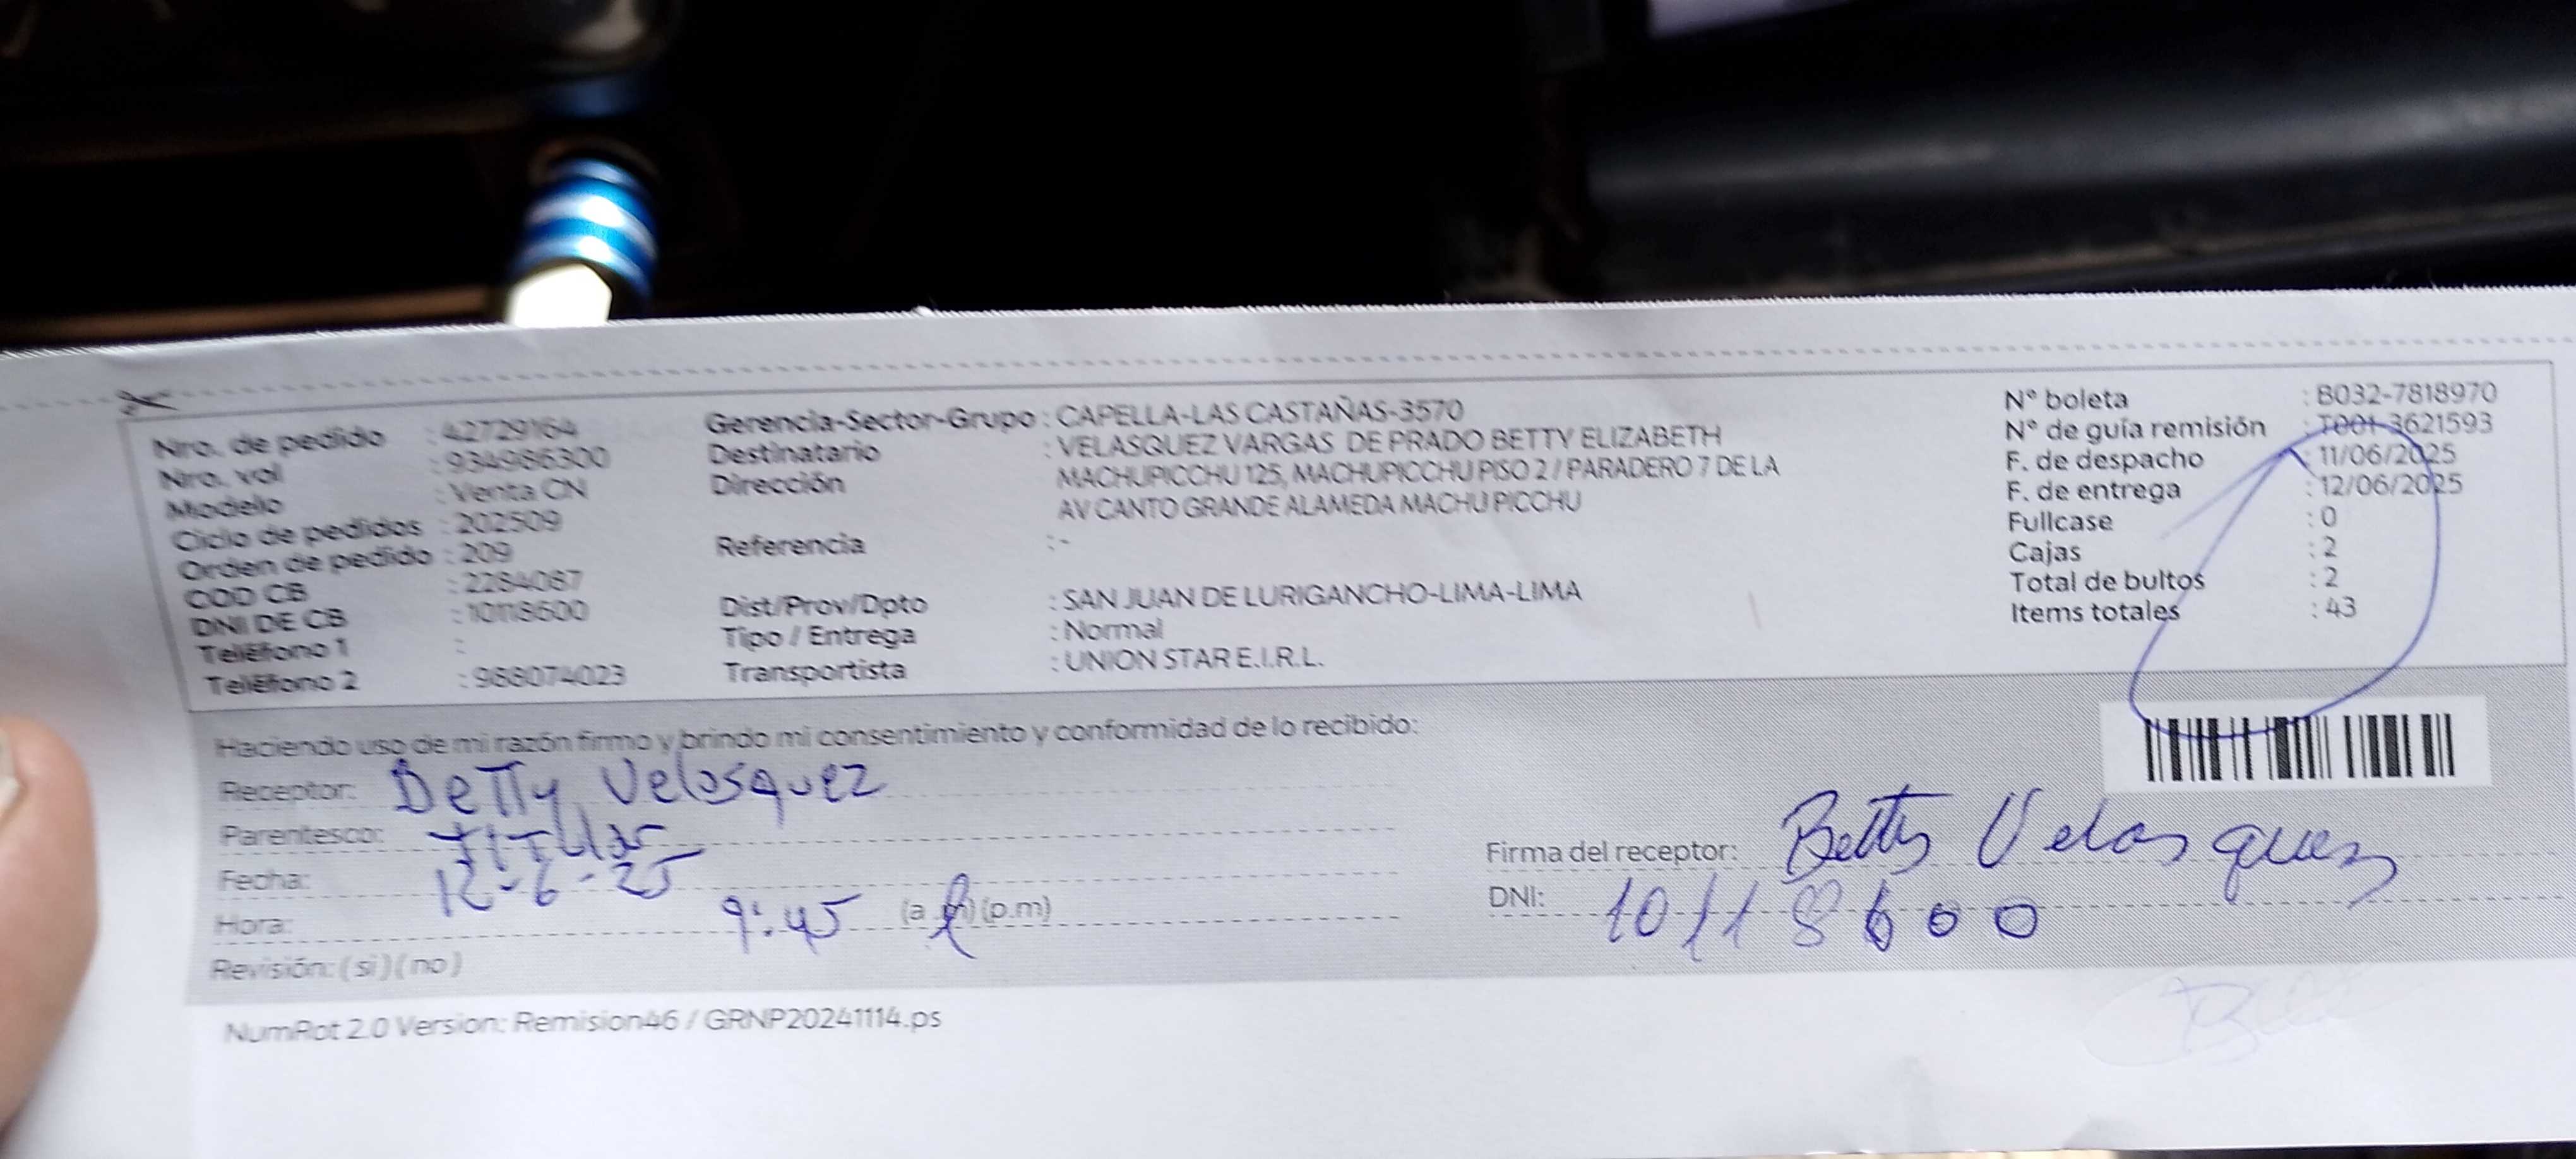 Nro. de pedido : 42729164
Nro. vol : 934986300
Modelo : Venta CN
Ciclo de pedidos : 202509
Orden de pedido : 209
COD CB : 2284087
DNI DE CB : 10118600
Teléfono 1 :
Teléfono 2 : 988074023
Gerencia-Sector-Grupo : CAPELLA-LAS CASTAÑAS-3570
Destinatario : VELASQUEZ VARGAS DE PRADO BETTY ELIZABETH
Dirección MACHUPICCHU 125, MACHUPICCHU PISO 2 / PARADERO 7 DE LA
AV CANTO GRANDE ALAMEDA MACHU PICCHU
Referencia :-
Dist/Prov/Dpto : SAN JUAN DE LURIGANCHO-LIMA-LIMA
Tipo / Entrega : Normal
Transportista : UNION STAR E.I.R.L.
N° boleta : B032-7818970
N° de guía remisión : T001-3621593
F. de despacho : 11/06/2025
F. de entrega : 12/06/2025
Fullcase : 0
Cajas : 2
Total de bultos : 2
Items totales : 43
Haciendo uso de mi razón firmo y brindo mi consentimiento y conformidad de lo recibido:
Receptor: Betty Velasquez
Parentesco: titular
Fecha: 12-6-25
Hora: 9:45 (a.m)(p.m)
Revisión: (si)(no)
Firma del receptor: Betty Velasquez
DNI: 10118600
NumRot 2.0 Version: Remision46 / GRNP20241114.ps